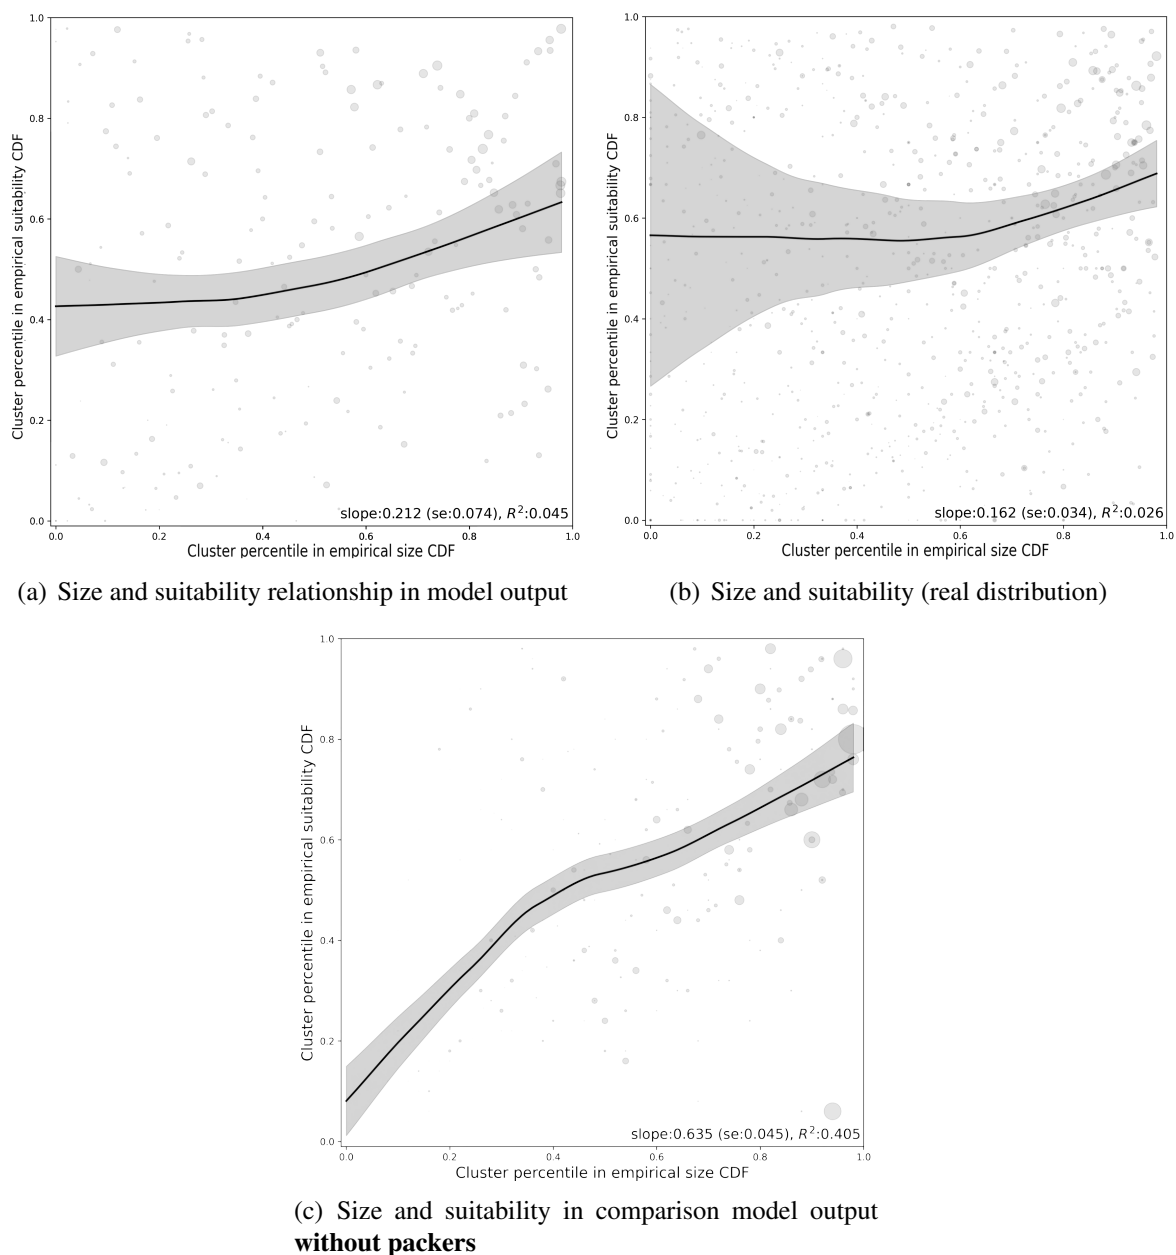 1.0
0.8
0.6
0.4
0.2
0.0
Cluster percentile in empirical suitability CDF
slope:0.212 (se:0.074), R²:0.045
0.0 0.2 0.4 0.6 0.8 1.0
Cluster percentile in empirical size CDF
(a) Size and suitability relationship in model output
1.0
0.8
0.6
0.4
0.2
0.0
Cluster percentile in empirical suitability CDF
slope:0.162 (se:0.034), R²:0.026
0.0 0.2 0.4 0.6 0.8 1.0
Cluster percentile in empirical size CDF
(b) Size and suitability (real distribution)
1.0
0.8
0.6
0.4
0.2
0.0
Cluster percentile in empirical suitability CDF
slope:0.635 (se:0.045), R²:0.405
0.0 0.2 0.4 0.6 0.8 1.0
Cluster percentile in empirical size CDF
(c) Size and suitability in comparison model output
without packers